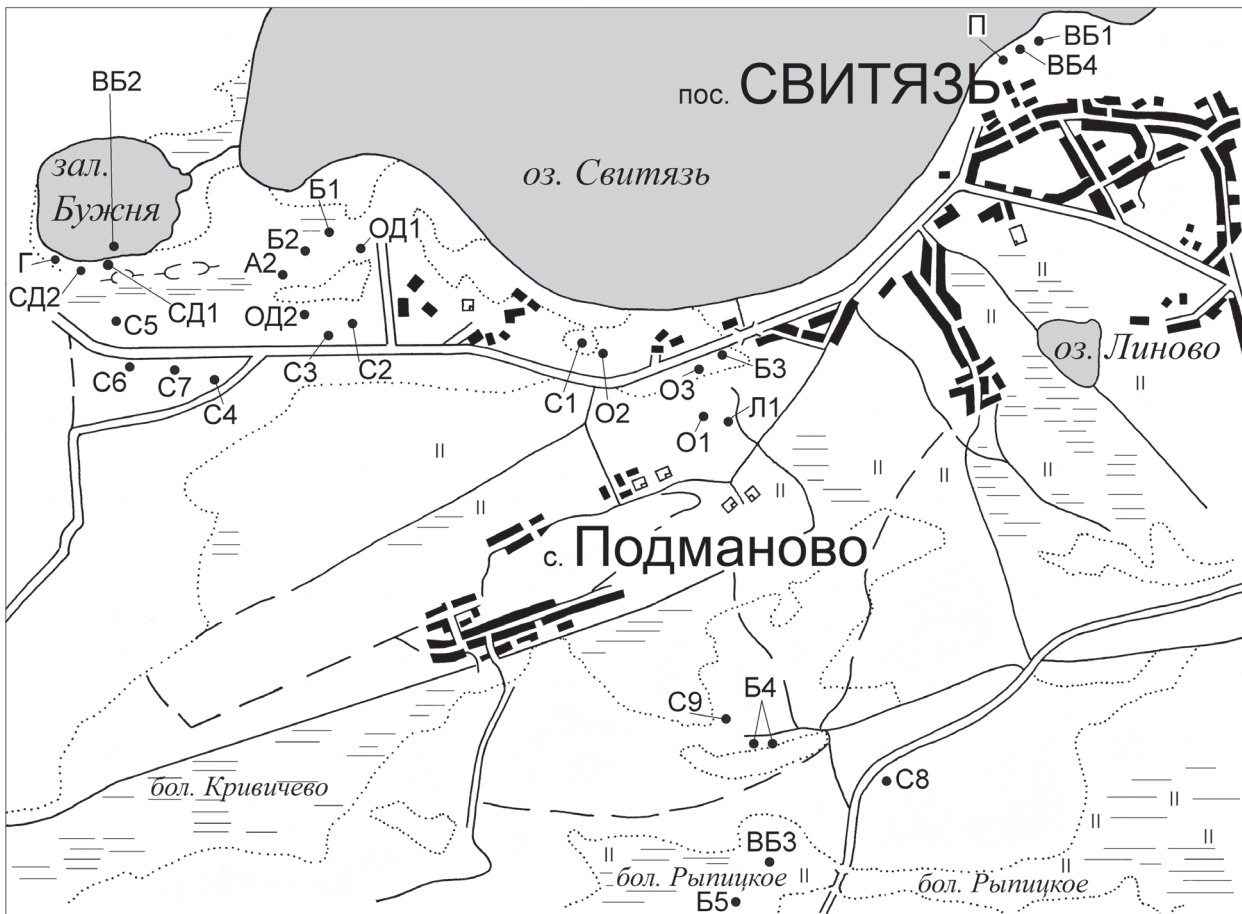 П
ВБ1
ВБ4
ВБ2
пос. СВИТЯЗЬ
зал.
Бужня
оз. Свитязь
Б1
ОД1
Б2
А2
Г
СД2
СД1
ОД2
С5
С3
С2
оз. Линово
С6
С7
С4
С1
О2
О3
Б3
Л1
О1
с. Подманово
С9
Б4
С8
бол. Кривичево
ВБ3
бол. Рыпицкое
бол. Рыпицкое
Б5